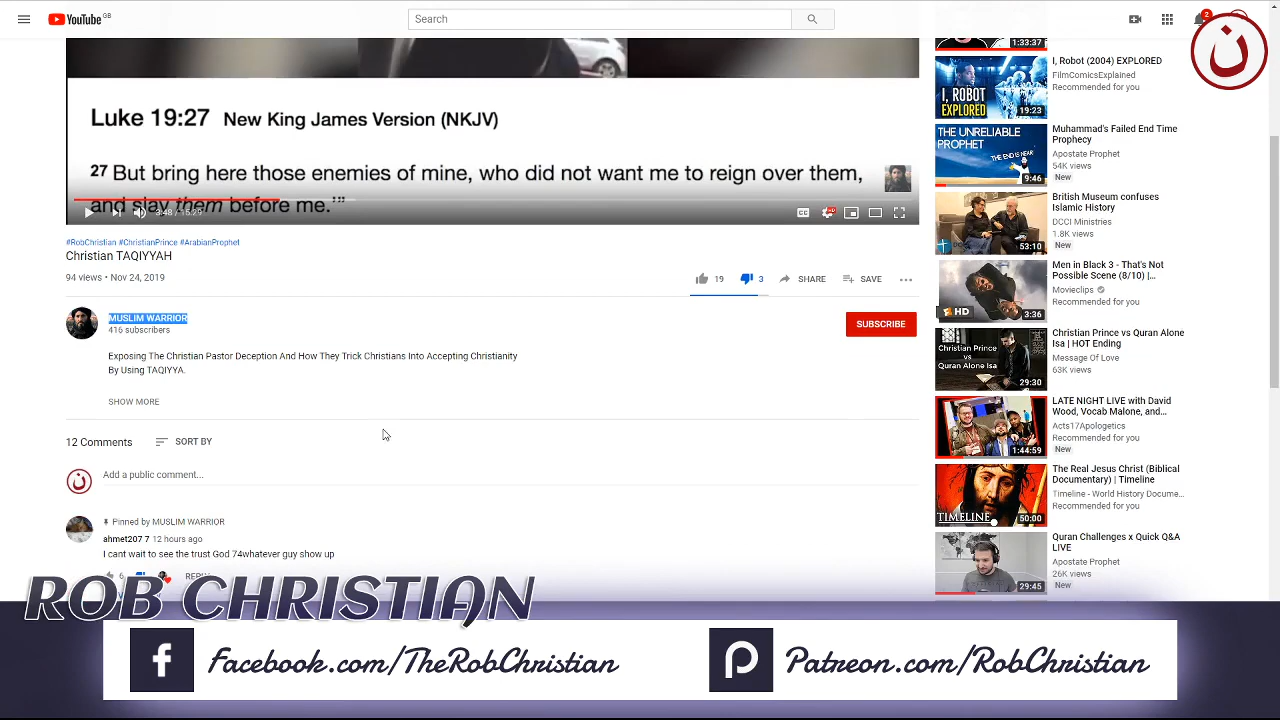 YouTube GB
Search
2
Luke 19:27 New King James Version (NKJV)
27 But bring here those enemies of mine, who did not want me to reign over them,
and slay them before me.'"
3:48 / 15:29
CC
HD
#RobChristian #ChristianPrince #ArabianProphet
Christian TAQIYYAH
94 views • Nov 24, 2019
19
3
SHARE
SAVE
MUSLIM WARRIOR
416 subscribers
SUBSCRIBE
Exposing The Christian Pastor Deception And How They Trick Christians Into Accepting Christianity
By Using TAQIYYA.
SHOW MORE
12 Comments
SORT BY
Add a public comment...
Pinned by MUSLIM WARRIOR
ahmet207 7 12 hours ago
I cant wait to see the trust God 74whatever guy show up
6
REPLY
1:33:37
I, ROBOT
EXPLORED
19:23
I, Robot (2004) EXPLORED
FilmComicsExplained
Recommended for you
THE UNRELIABLE
PROPHET
THE END IS NEAR
9:46
Muhammad's Failed End Time
Prophecy
Apostate Prophet
54K views
New
53:10
British Museum confuses
Islamic History
DCCI Ministries
1.8K views
New
HD
3:36
Men in Black 3 - That's Not
Possible Scene (8/10) |...
Movieclips
Recommended for you
Christian Prince
vs
Quran Alone Isa
29:30
Christian Prince vs Quran Alone
Isa | HOT Ending
Message Of Love
63K views
1:44:59
LATE NIGHT LIVE with David
Wood, Vocab Malone, and...
Acts17Apologetics
Recommended for you
New
TIMELINE
50:00
The Real Jesus Christ (Biblical
Documentary) | Timeline
Timeline - World History Docume...
Recommended for you
29:45
Quran Challenges x Quick Q&A
LIVE
Apostate Prophet
26K views
New
ن
ن
ROB CHRISTIAN
Facebook.com/TheRobChristian
Patreon.com/RobChristian